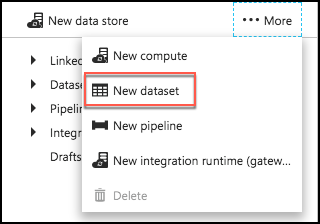 New data store
••• More
Linke
Datase
Pipelin
Integr
Drafts
New compute
New dataset
New pipeline
New integration runtime (gatew...
Delete